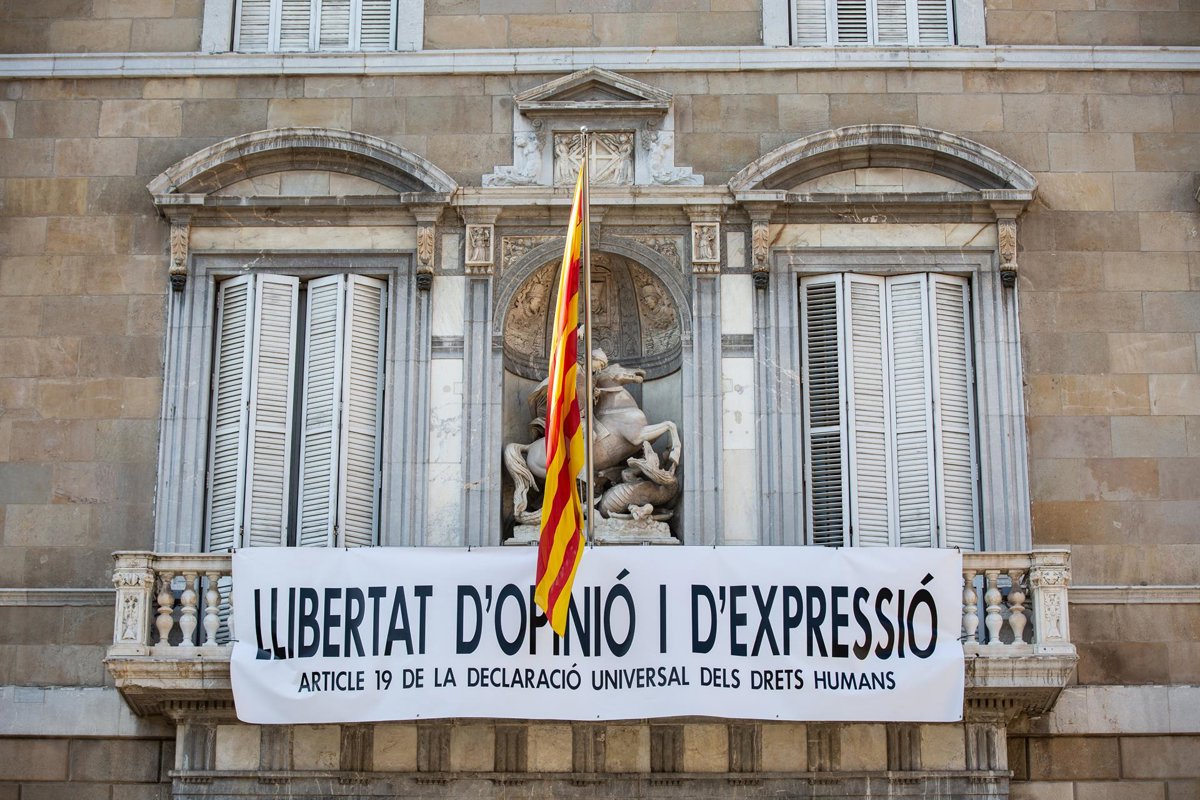 LLIBERTAT D'OPINIÓ I D'EXPRESSIÓ
ARTICLE 19 DE LA DECLARACIÓ UNIVERSAL DELS DRETS HUMANS